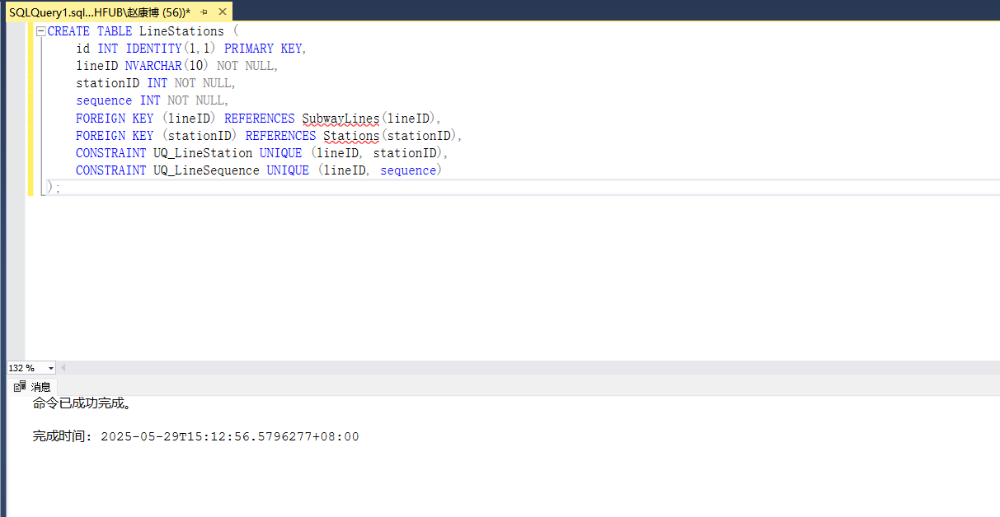 SQLQuery1.sql...HFUB\赵康博 (56))*
CREATE TABLE LineStations (
id INT IDENTITY(1,1) PRIMARY KEY,
lineID NVARCHAR(10) NOT NULL,
stationID INT NOT NULL,
sequence INT NOT NULL,
FOREIGN KEY (lineID) REFERENCES SubwayLines(lineID),
FOREIGN KEY (stationID) REFERENCES Stations(stationID),
CONSTRAINT UQ_LineStation UNIQUE (lineID, stationID),
CONSTRAINT UQ_LineSequence UNIQUE (lineID, sequence)
);
132 %
消息
命令已成功完成。
完成时间: 2025-05-29T15:12:56.5796277+08:00